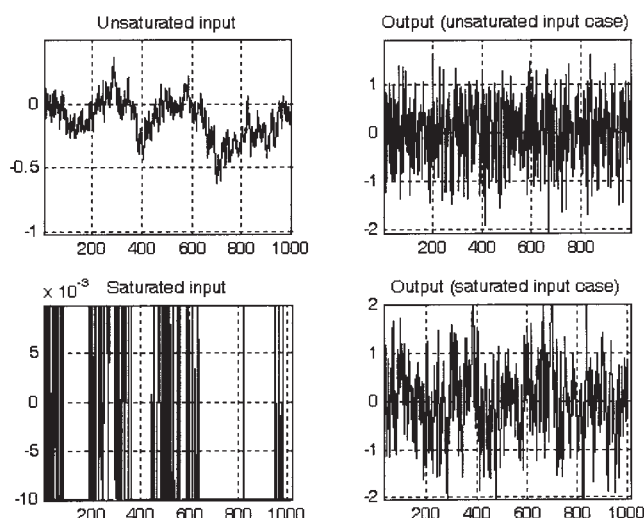 Unsaturated input
0
-0.5
-1
200 400 600 800 1000
Output (unsaturated input case)
1
0
-1
-2
200 400 600 800
x 10⁻³
Saturated input
5
0
-5
-10
200 400 600 800 1000
Output (saturated input case)
2
1
0
-1
-2
200 400 600 800 1000